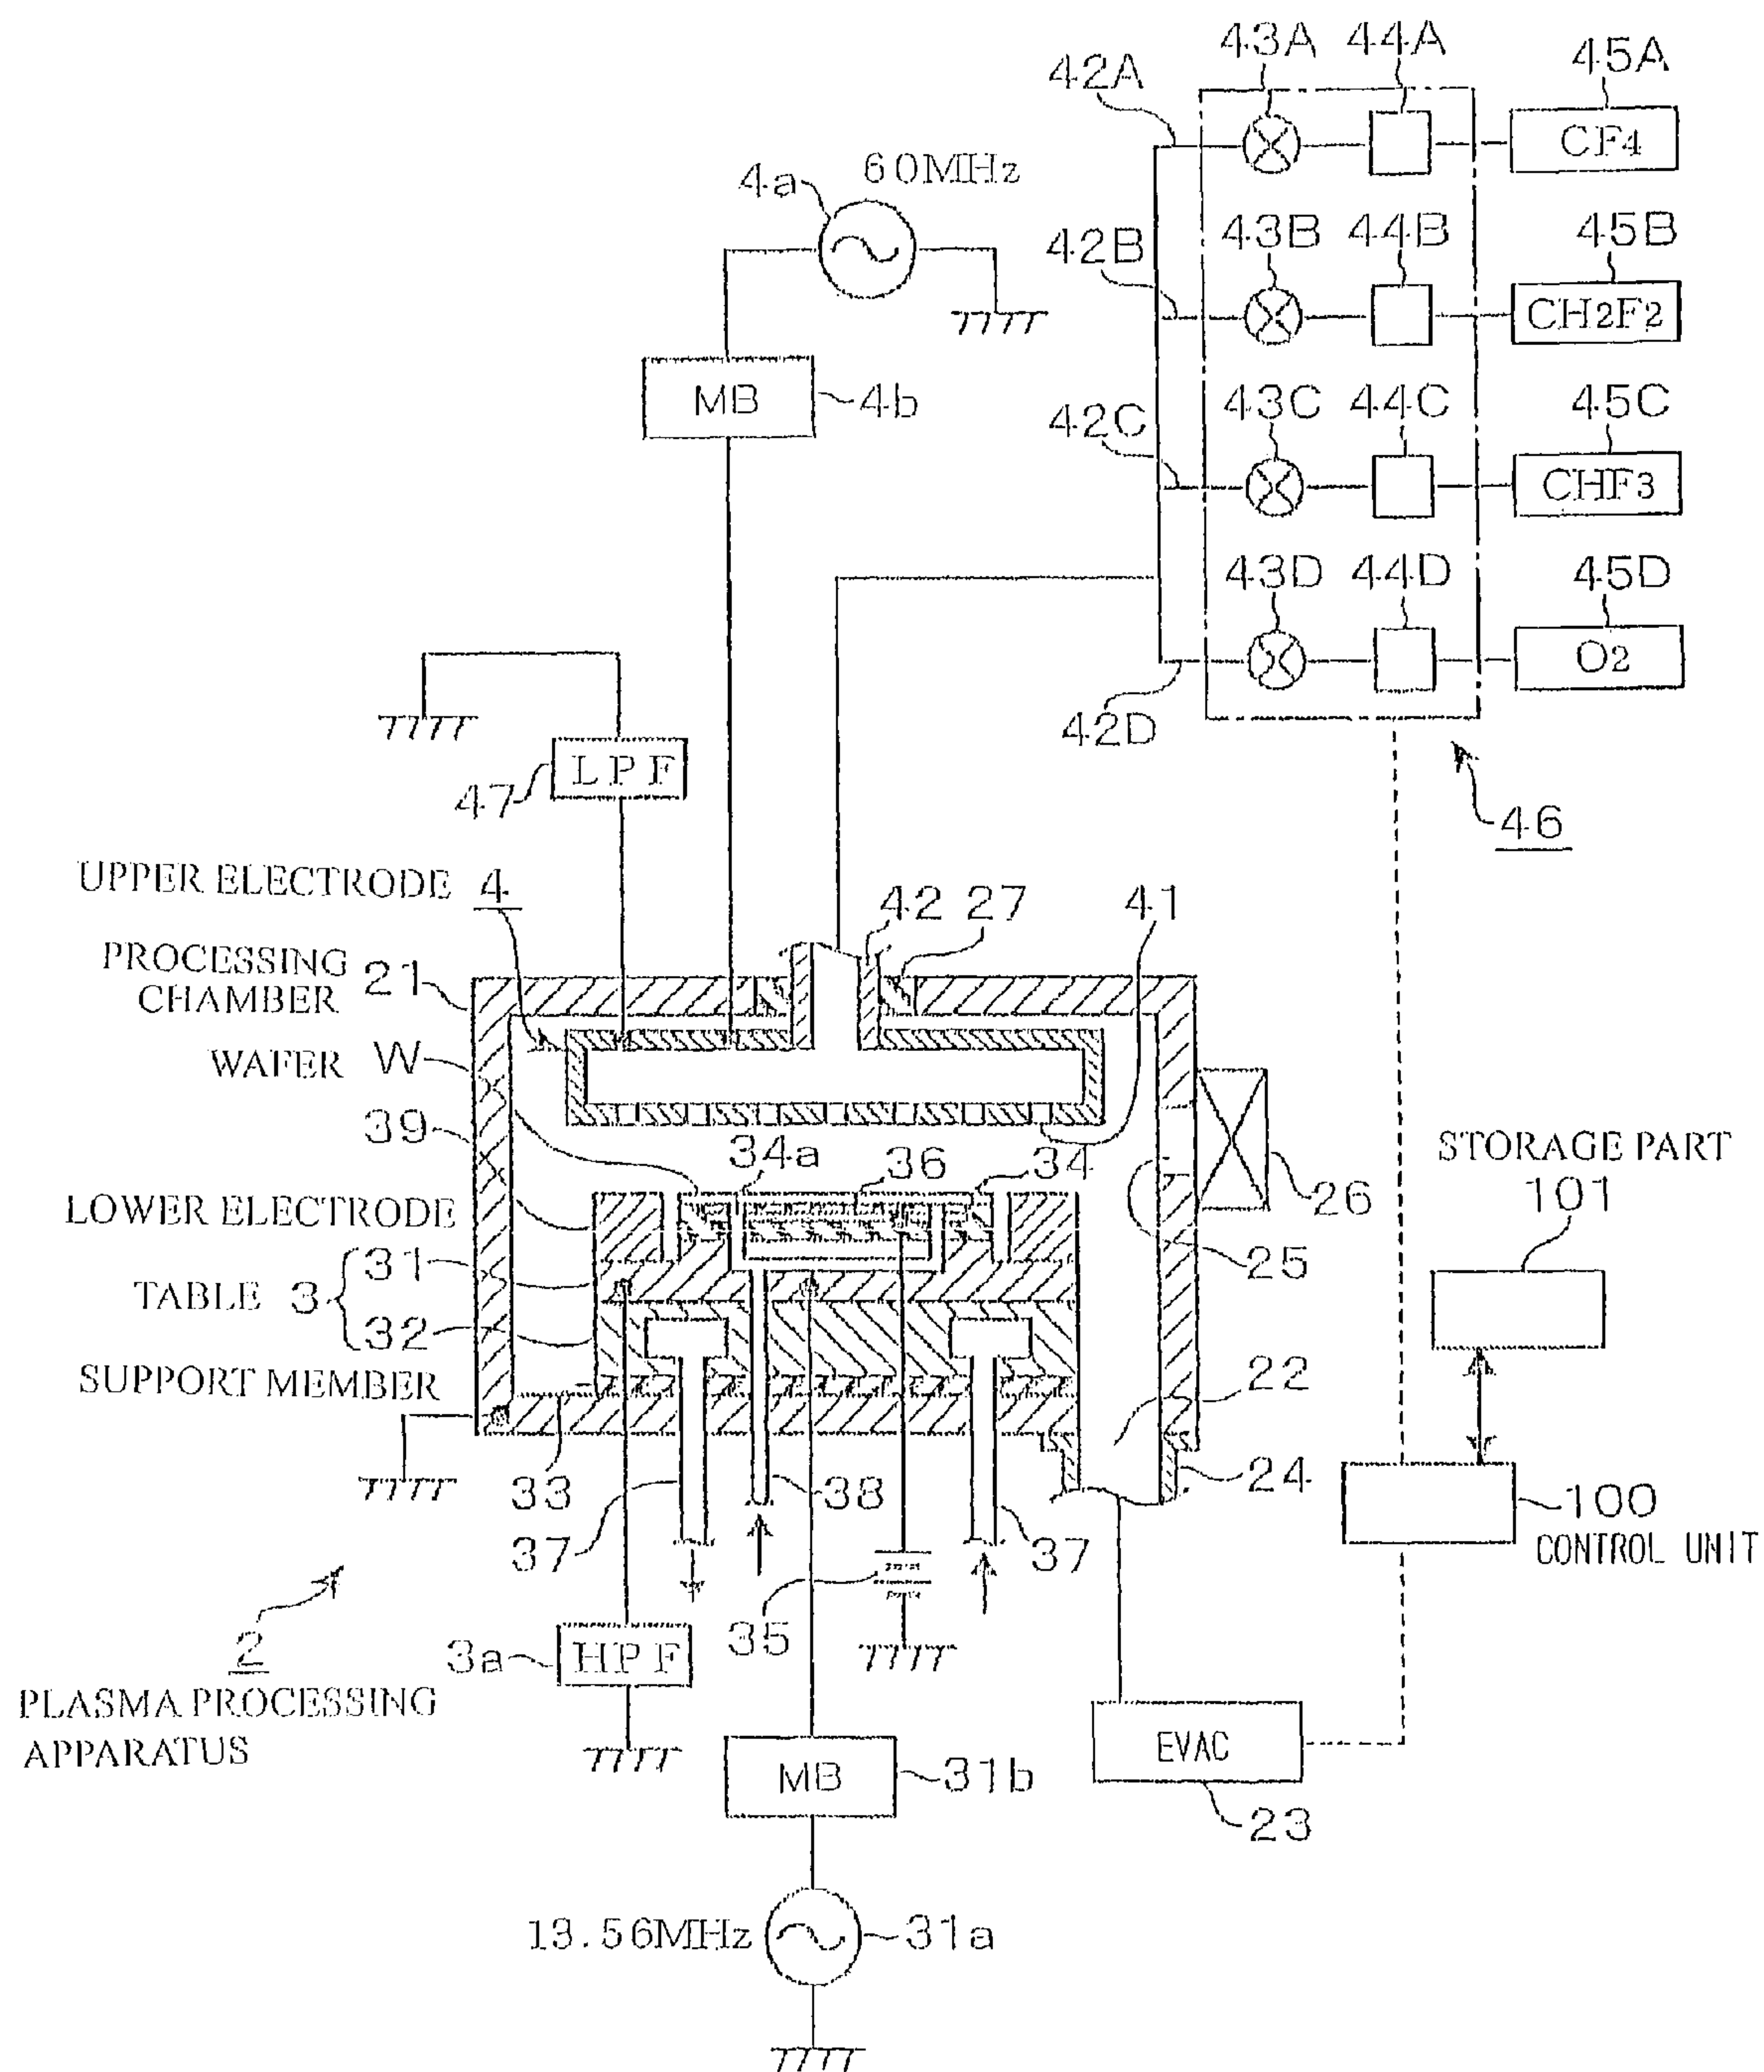 43A 44A 45A
42A
CF4
60MHz
4a
43B 44B 45B
42B
CH2F2
MB 4b
43C 44C 45C
42C
CHF3
43D 44D 45D
O2
42D
LPF
47
46
UPPER ELECTRODE 4
42 27 41
PROCESSING
CHAMBER 21
WAFER W
39
34a 36 34
STORAGE PART
101
26
LOWER ELECTRODE
31
25
TABLE 3
32
SUPPORT MEMBER
22
33 38 24
100
CONTROL UNIT
37 37
35
2
3a HPF
PLASMA PROCESSING
APPARATUS
EVAC
MB 31b
23
13.56MHz 31a